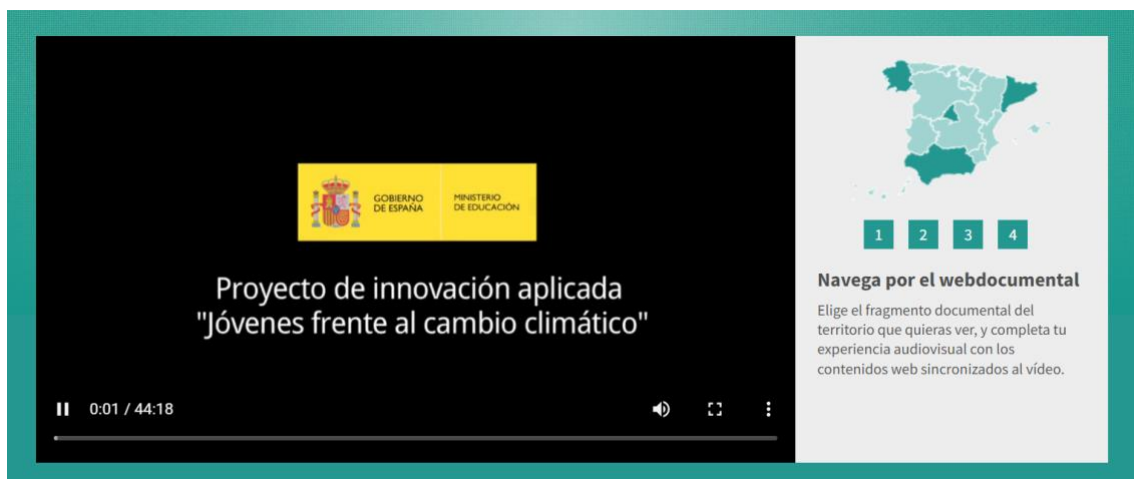 GOBIERNO
DE ESPAÑA
MINISTERIO
DE EDUCACIÓN
Proyecto de innovación aplicada
"Jóvenes frente al cambio climático"
0:01 / 44:18
1 2 3 4
Navega por el webdocumental
Elige el fragmento documental del
territorio que quieras ver, y completa tu
experiencia audiovisual con los
contenidos web sincronizados al vídeo.